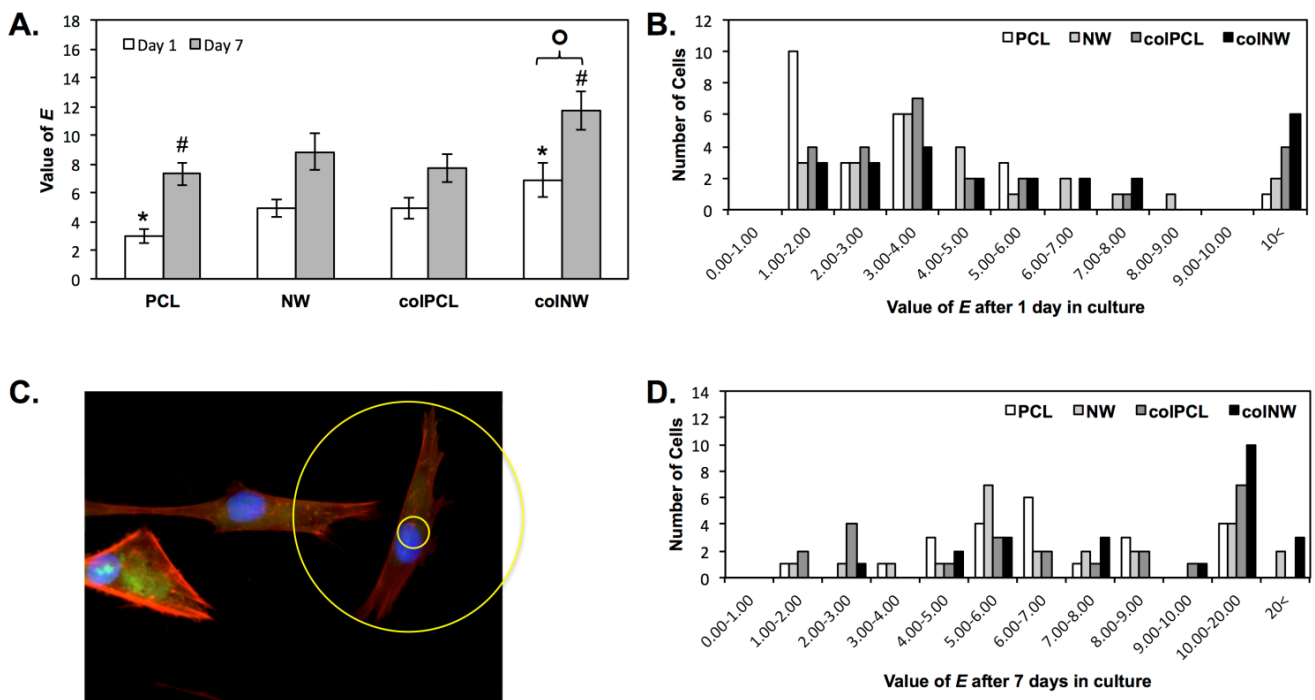 A.
Value of E
18
16
14
12
10
8
6
4
2
0
Day 1 Day 7
* # * #
PCL NW colPCL colNW
B.
Number of Cells
12
10
8
6
4
2
0
PCL NW colPCL colNW
0.00-1.00 1.00-2.00 2.00-3.00 3.00-4.00 4.00-5.00 5.00-6.00 6.00-7.00 7.00-8.00 8.00-9.00 9.00-10.00 10<
Value of E after 1 day in culture
C.
D.
Number of Cells
14
12
10
8
6
4
2
0
PCL NW colPCL colNW
0.00-1.00 1.00-2.00 2.00-3.00 3.00-4.00 4.00-5.00 5.00-6.00 6.00-7.00 7.00-8.00 8.00-9.00 9.00-10.00 10.00-20.00 20<
Value of E after 7 days in culture